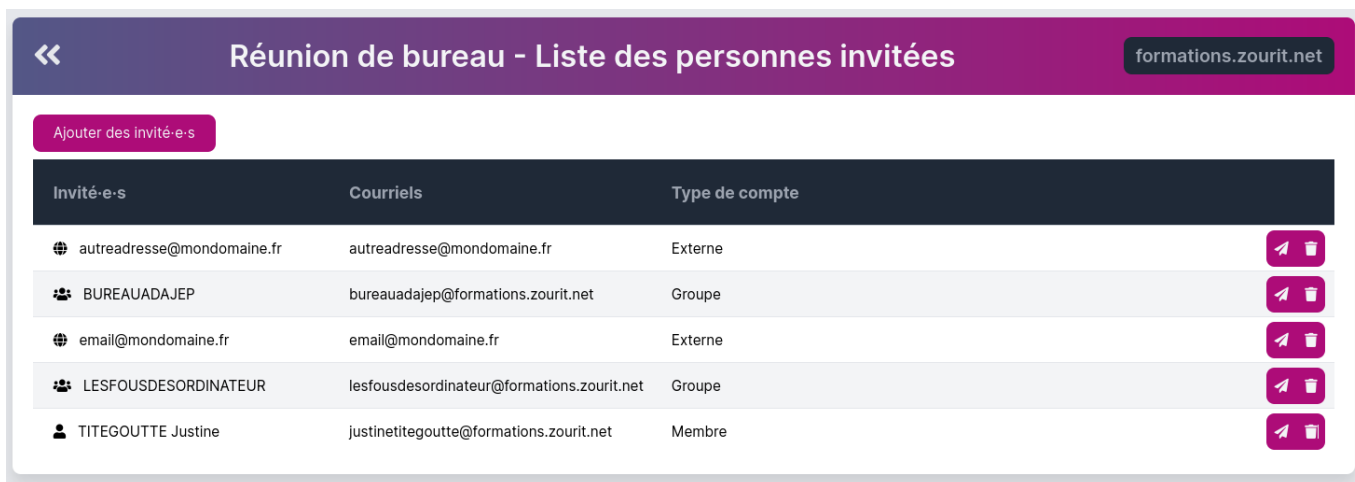 Réunion de bureau - Liste des personnes invitées formations.zourit.net
Ajouter des invité·e·s
Invité·e·s Courriels Type de compte
autreadresse@mondomaine.fr autreadresse@mondomaine.fr Externe
BUREAUADAJEP bureauadajep@formations.zourit.net Groupe
email@mondomaine.fr email@mondomaine.fr Externe
LESFOUSDESORDINATEUR lesfousdesordinateur@formations.zourit.net Groupe
TITEGOUTTE Justine justinetitegoutte@formations.zourit.net Membre